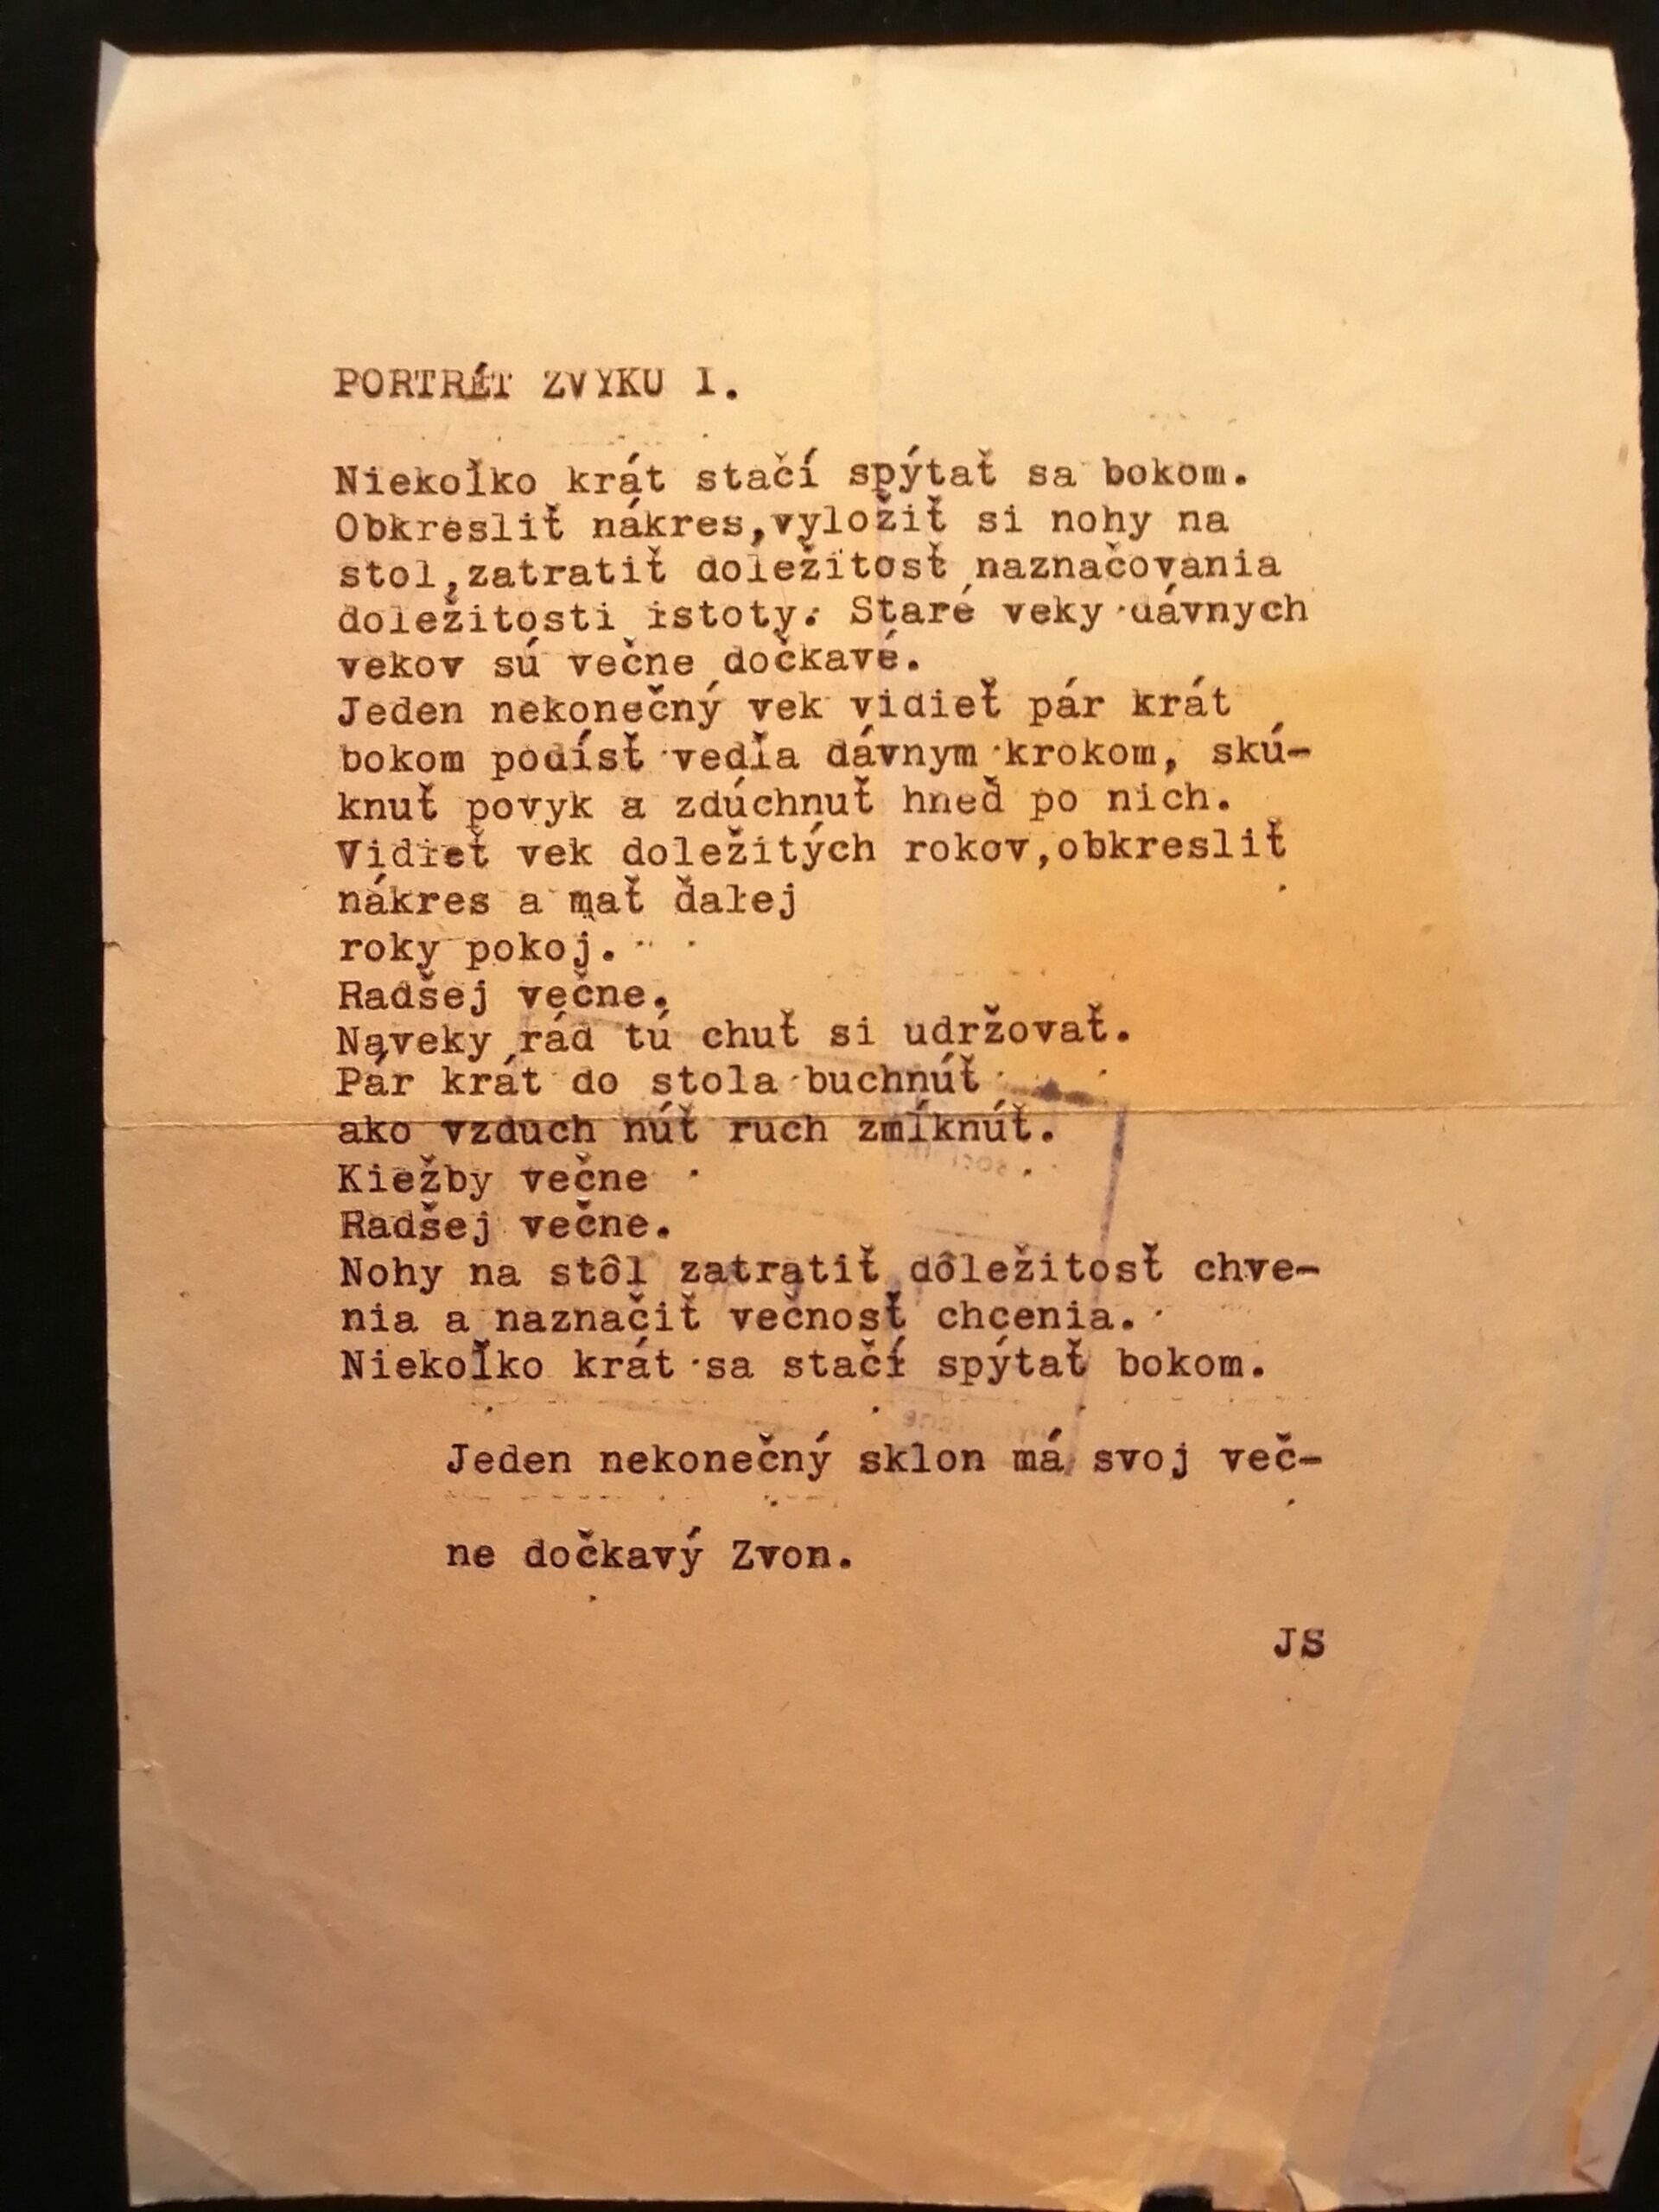 PORTRÉT ZVYKU I.
Niekoľko krát stačí spýtať sa bokom.
Obkresliť nákres,vyložiť si nohy na
stol,zatratiť doležitosť naznačovania
doležitosti istoty. Staré veky dávnych
vekov sú večne dočkavé.
Jeden nekonečný vek vidieť pár krát
bokom podísť vedľa dávnym krokom, skú-
knuť povyk a zdúchnuť hneď po nich.
Vidieť vek doležitých rokov,obkresliť
nákres a mať ďalej
roky pokoj.
Radšej večne.
Naveky rád tú chuť si udržovať.
Pár krát do stola buchnúť
ako vzduch núť ruch zmíknúť.
Kiežby večne
Radšej večne.
Nohy na stôl zatratiť dôležitosť chve-
nia a naznačiť večnosť chcenia.
Niekoľko krát sa stačí spýtať bokom.
Jeden nekonečný sklon má svoj več-
ne dočkavý Zvon.
JS